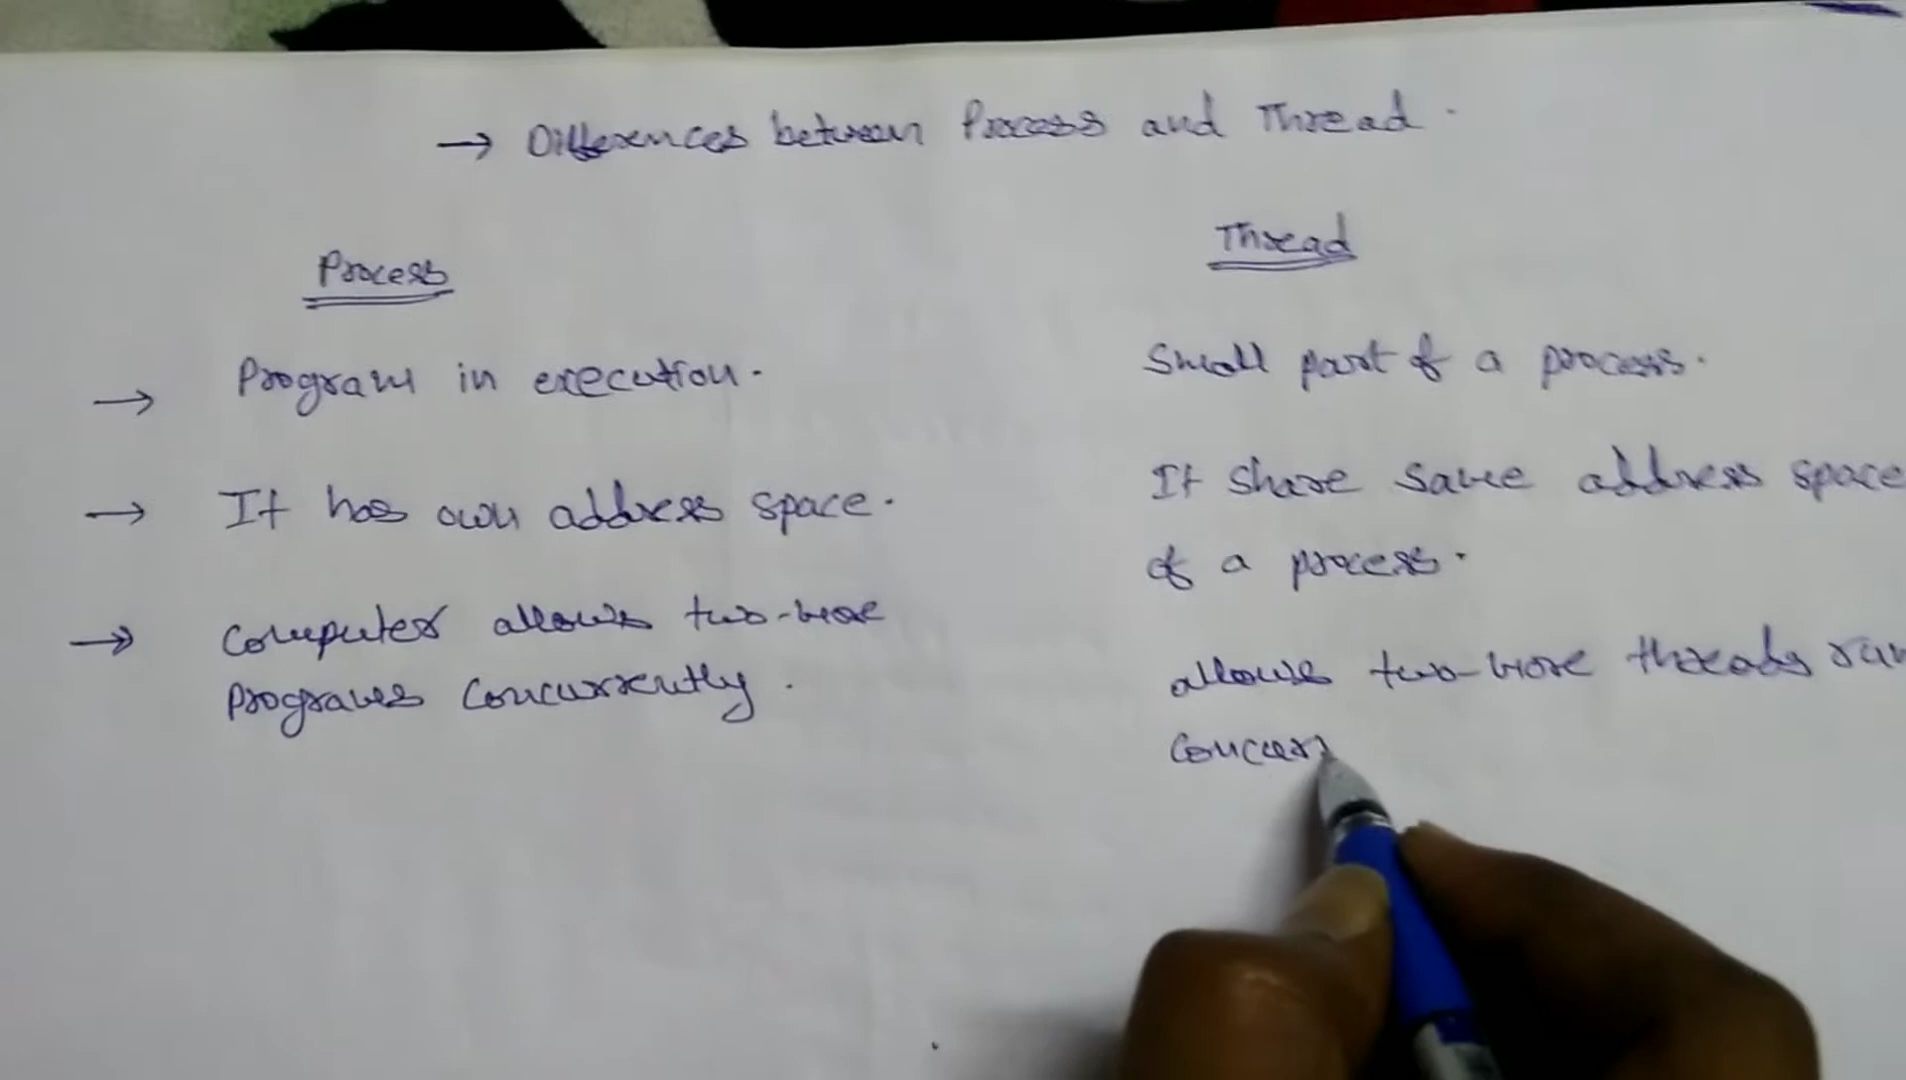 → Differences between Process and Thread.
Process
Thread
→ Program in execution.
Small part of a process.
→ It has own address space.
It share same address space
of a process.
→ Computer allows two-more
programs concurrently.
allows two-more threads run
concurr